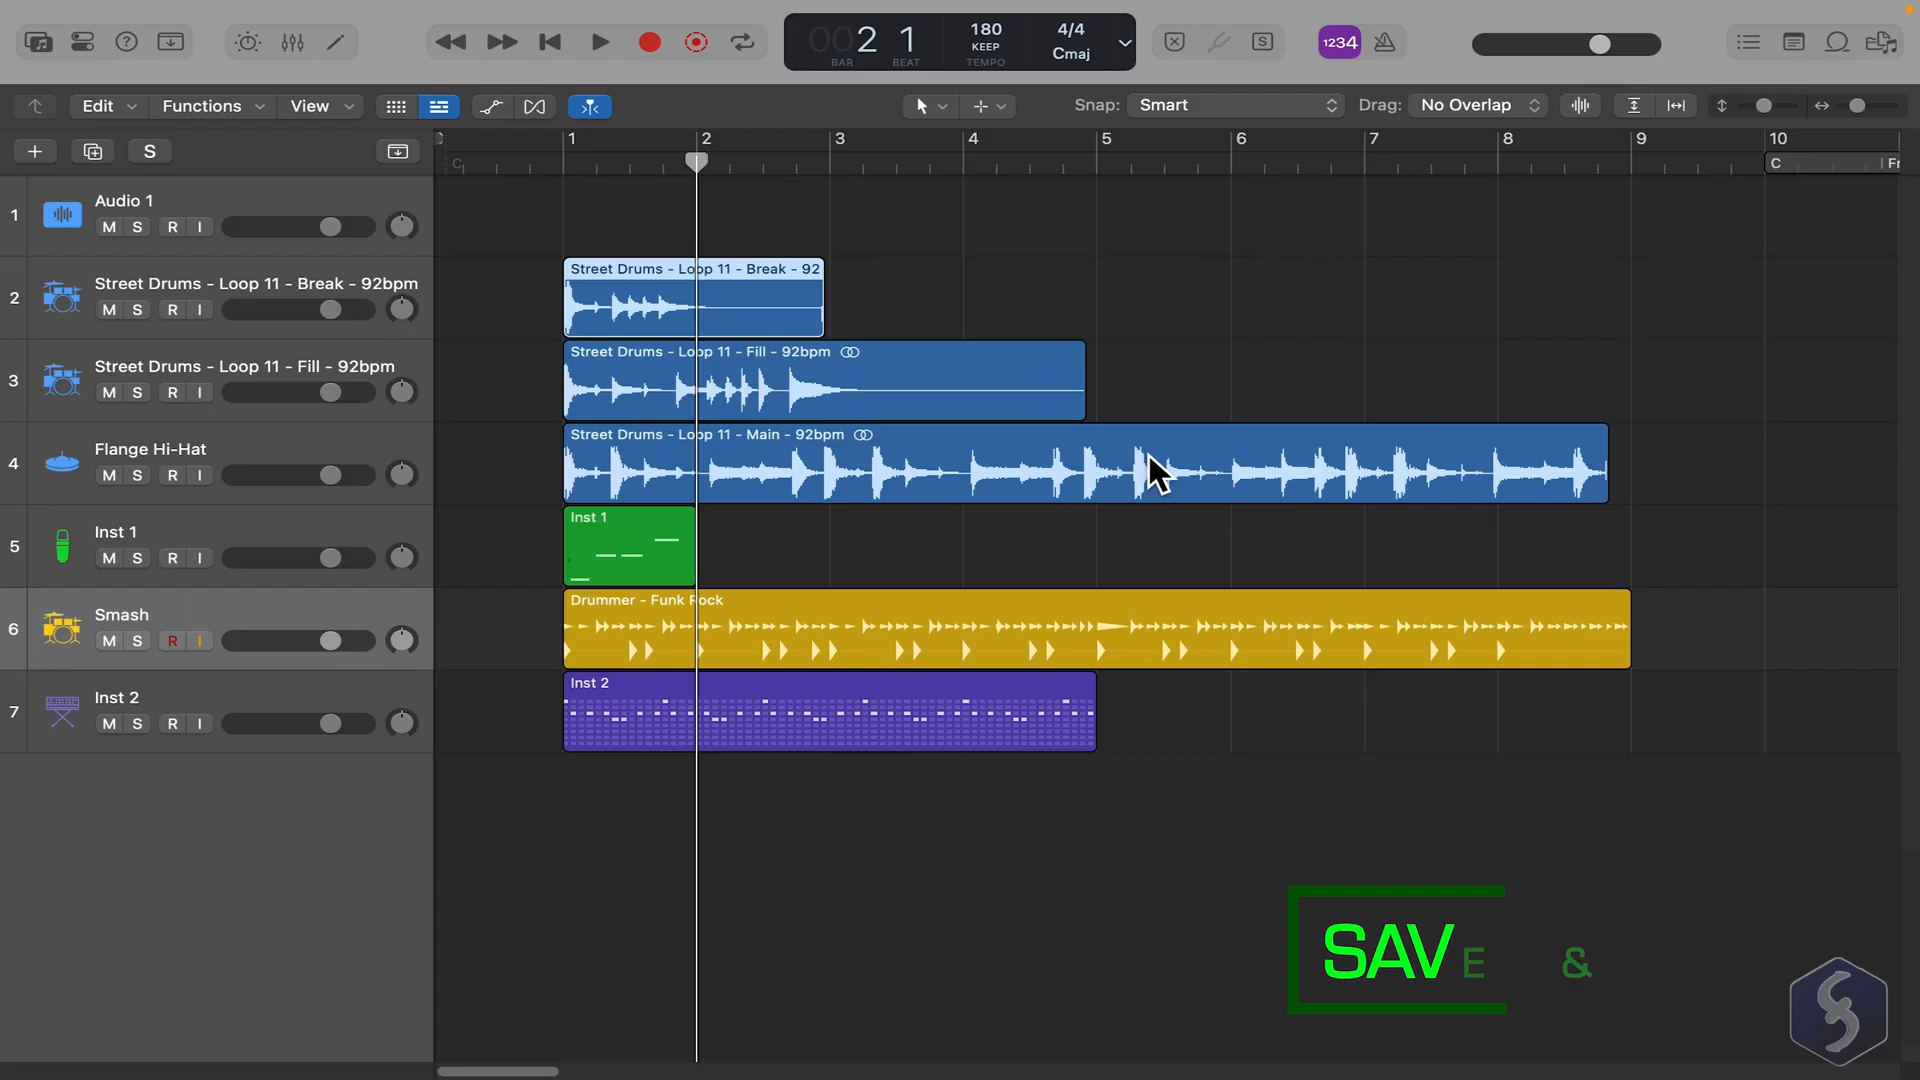 1234
002 1
BAR BEAT
180
KEEP
TEMPO
4/4
Cmaj
Edit Functions View
Snap: Smart
Drag: No Overlap
S
1 2 3 4 5 6 7 8 9 10
C
C
Fr
1 Audio 1
M S R I
2 Street Drums - Loop 11 - Break - 92bpm
M S R I
Street Drums - Loop 11 - Break - 92
3 Street Drums - Loop 11 - Fill - 92bpm
M S R I
Street Drums - Loop 11 - Fill - 92bpm
4 Flange Hi-Hat
M S R I
Street Drums - Loop 11 - Main - 92bpm
5 Inst 1
M S R I
Inst 1
6 Smash
M S R I
Drummer - Funk Rock
7 Inst 2
M S R I
Inst 2
SAVE &